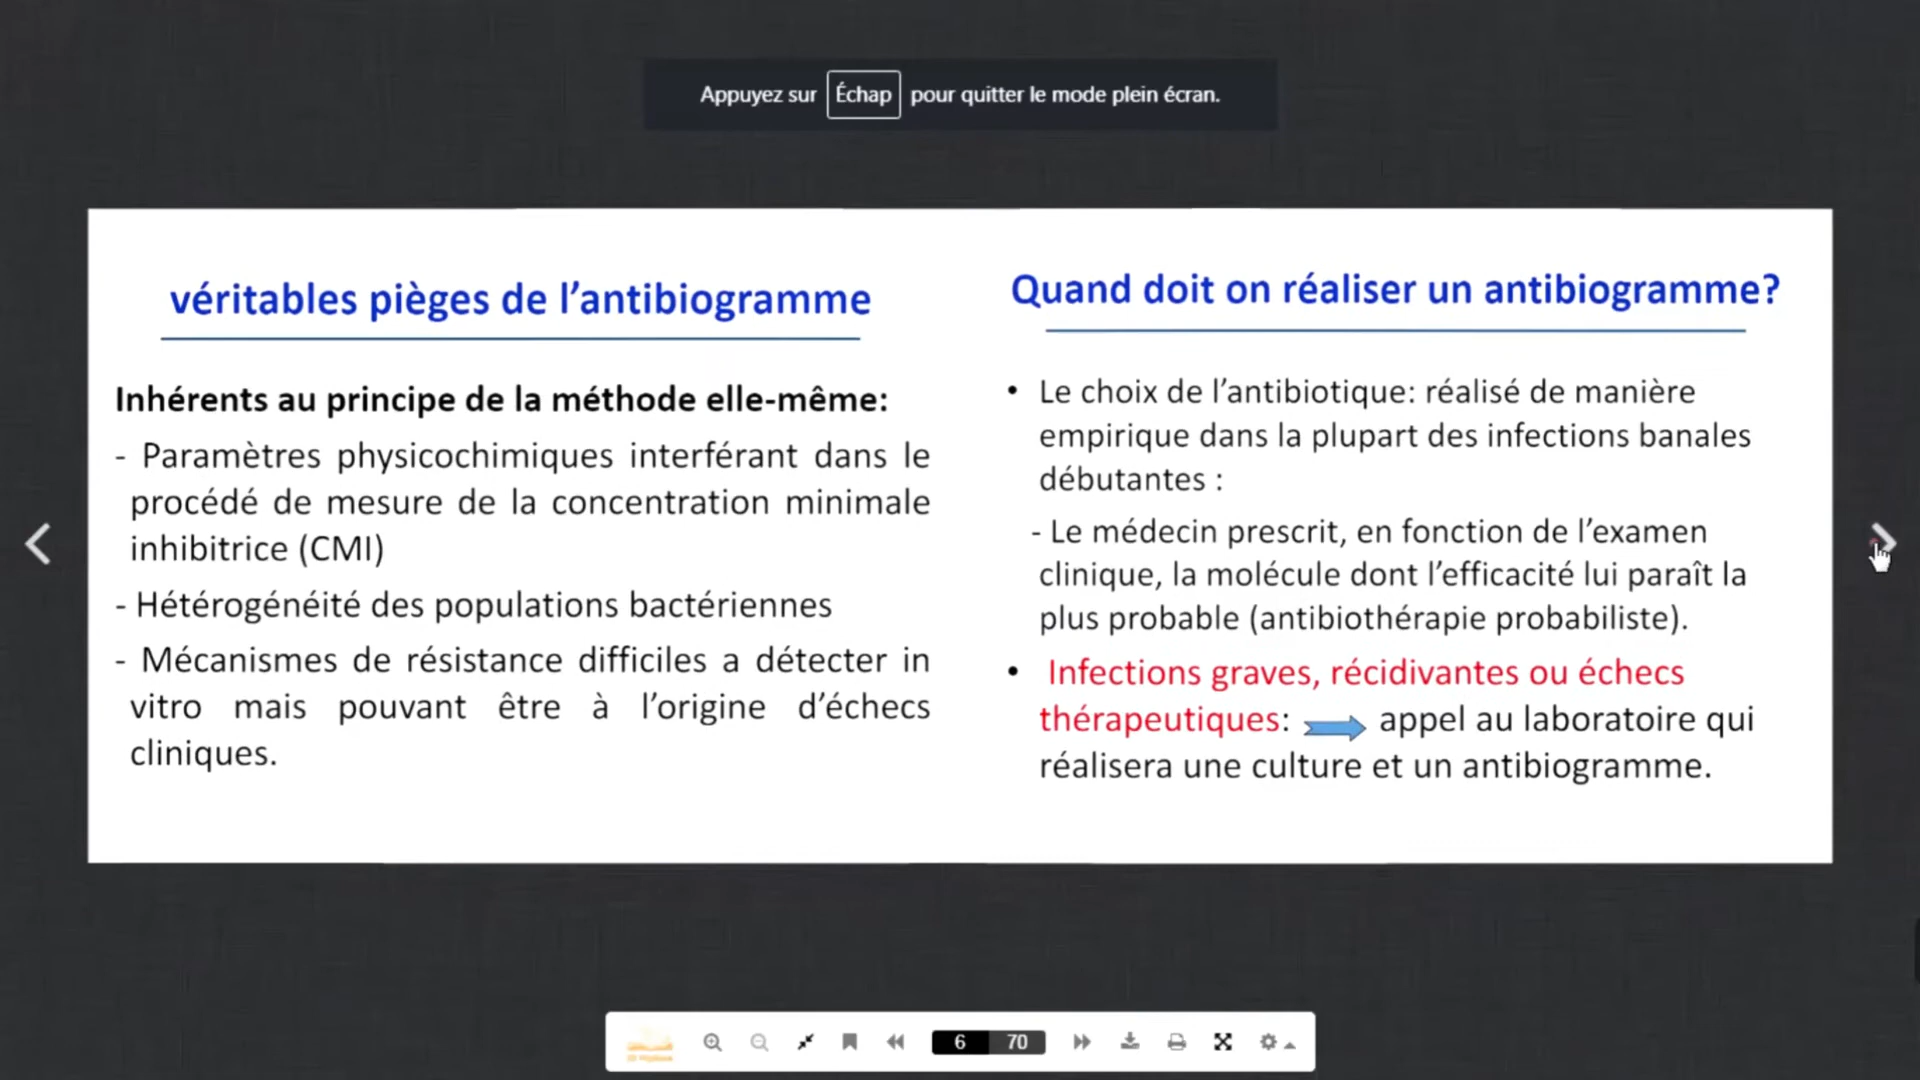 Appuyez sur Échap pour quitter le mode plein écran.
véritables pièges de l’antibiogramme
Inhérents au principe de la méthode elle-même:
- Paramètres physicochimiques interférant dans le
procédé de mesure de la concentration minimale
inhibitrice (CMI)
- Hétérogénéité des populations bactériennes
- Mécanismes de résistance difficiles a détecter in
vitro mais pouvant être à l’origine d’échecs
cliniques.
Quand doit on réaliser un antibiogramme?
• Le choix de l’antibiotique: réalisé de manière
empirique dans la plupart des infections banales
débutantes :
- Le médecin prescrit, en fonction de l’examen
clinique, la molécule dont l’efficacité lui paraît la
plus probable (antibiothérapie probabiliste).
• Infections graves, récidivantes ou échecs
thérapeutiques: appel au laboratoire qui
réalisera une culture et un antibiogramme.
6 70